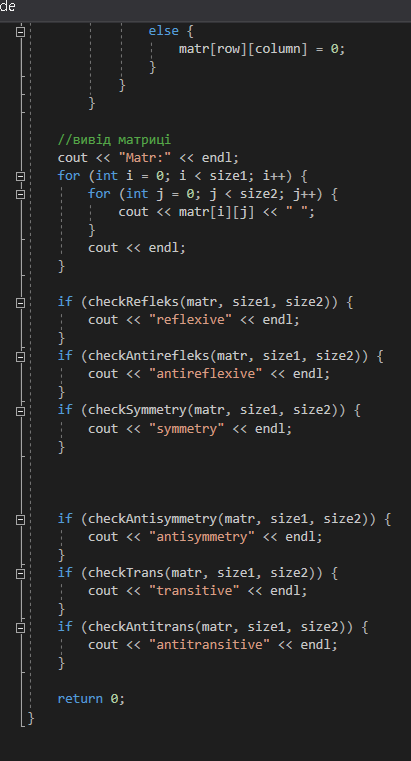 de
else {
matr[row][column] = 0;
}
}
}
//вивід матриці
cout << "Matr:" << endl;
for (int i = 0; i < size1; i++) {
for (int j = 0; j < size2; j++) {
cout << matr[i][j] << " ";
}
cout << endl;
}
if (checkRefleks(matr, size1, size2)) {
cout << "reflexive" << endl;
}
if (checkAntirefleks(matr, size1, size2)) {
cout << "antireflexive" << endl;
}
if (checkSymmetry(matr, size1, size2)) {
cout << "symmetry" << endl;
}
if (checkAntisymmetry(matr, size1, size2)) {
cout << "antisymmetry" << endl;
}
if (checkTrans(matr, size1, size2)) {
cout << "transitive" << endl;
}
if (checkAntitrans(matr, size1, size2)) {
cout << "antitransitive" << endl;
}
return 0;
}